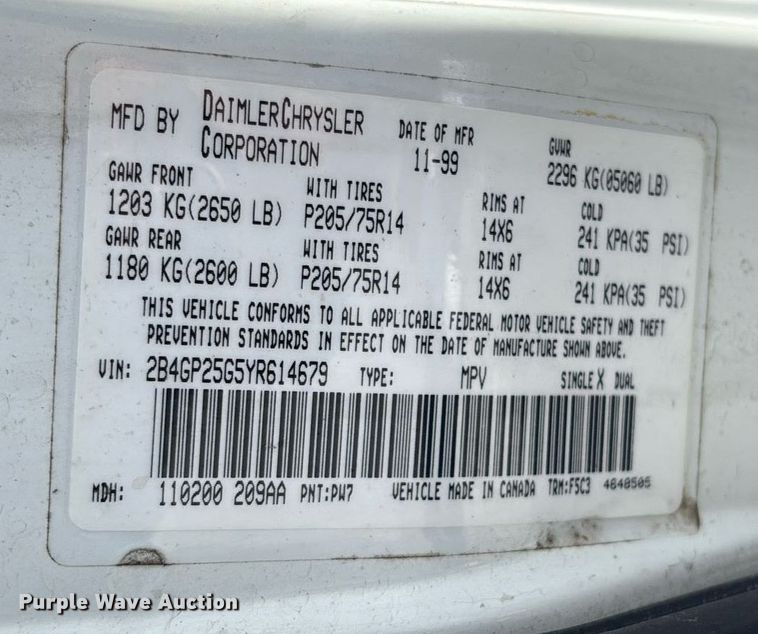 MFD BY DAIMLERCHRYSLER CORPORATION DATE OF MFR 11-99 GVWR 2296 KG(05060 LB)
GAWR FRONT WITH TIRES RIMS AT COLD
1203 KG(2650 LB) P205/75R14 14X6 241 KPA(35 PSI)
GAWR REAR WITH TIRES RIMS AT COLD
1180 KG(2600 LB) P205/75R14 14X6 241 KPA(35 PSI)
THIS VEHICLE CONFORMS TO ALL APPLICABLE FEDERAL MOTOR VEHICLE SAFETY AND THEFT
PREVENTION STANDARDS IN EFFECT ON THE DATE OF MANUFACTURE SHOWN ABOVE.
VIN: 2B4GP25G5YR614679 TYPE: MPV SINGLE X DUAL
MDH: 110200 209AA PNT:PW7 VEHICLE MADE IN CANADA TRM:F5C3 4648505
Purple Wave Auction